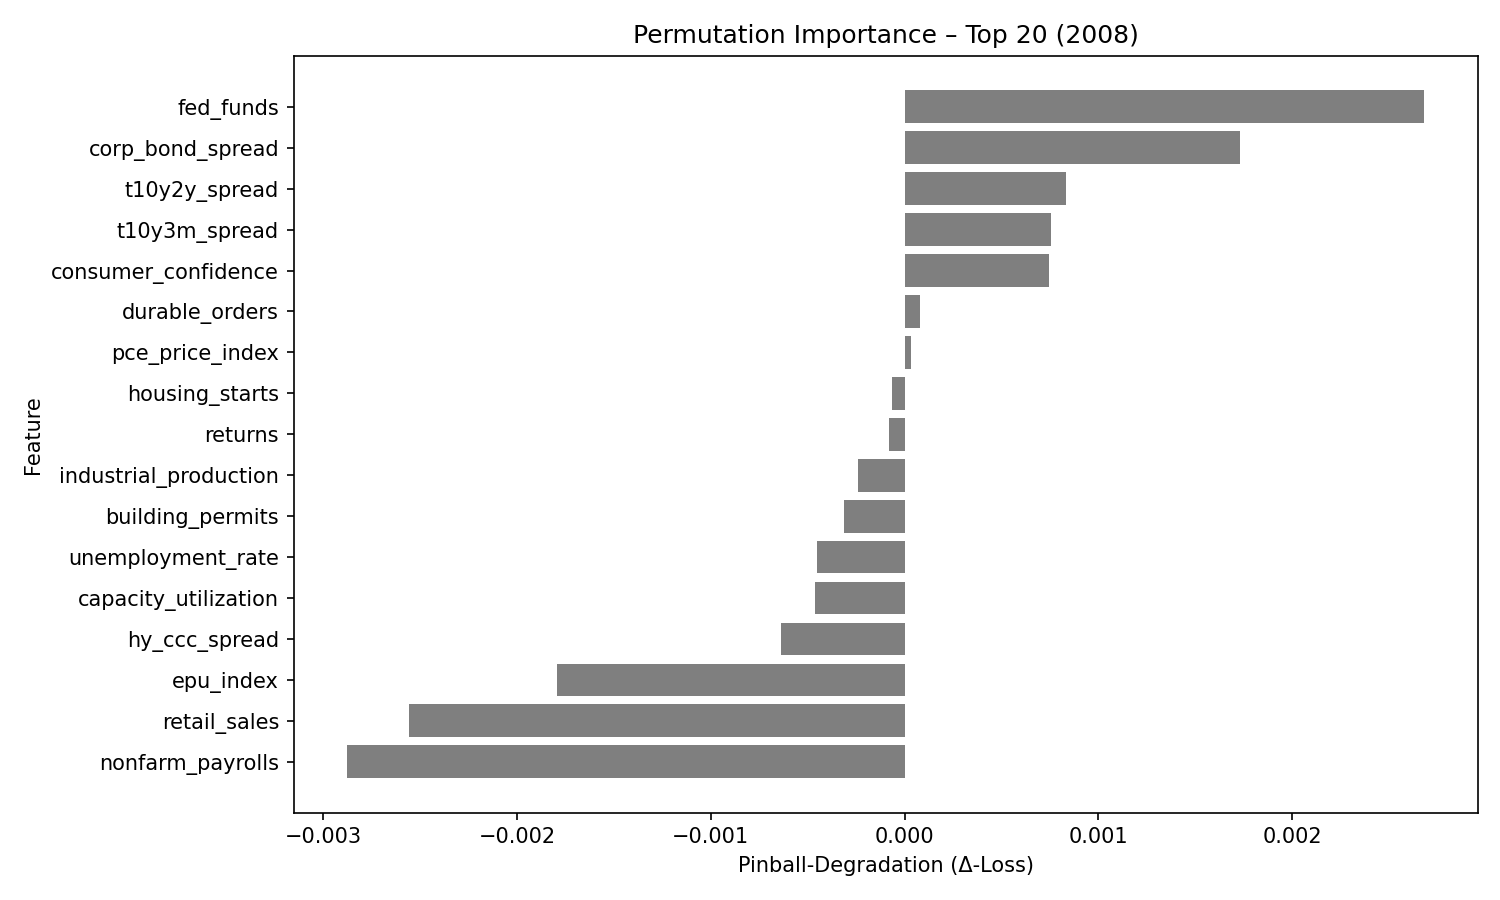 Permutation Importance – Top 20 (2008)
Feature
fed_funds
corp_bond_spread
t10y2y_spread
t10y3m_spread
consumer_confidence
durable_orders
pce_price_index
housing_starts
returns
industrial_production
building_permits
unemployment_rate
capacity_utilization
hy_ccc_spread
epu_index
retail_sales
nonfarm_payrolls
−0.003 −0.002 −0.001 0.000 0.001 0.002
Pinball-Degradation (Δ-Loss)